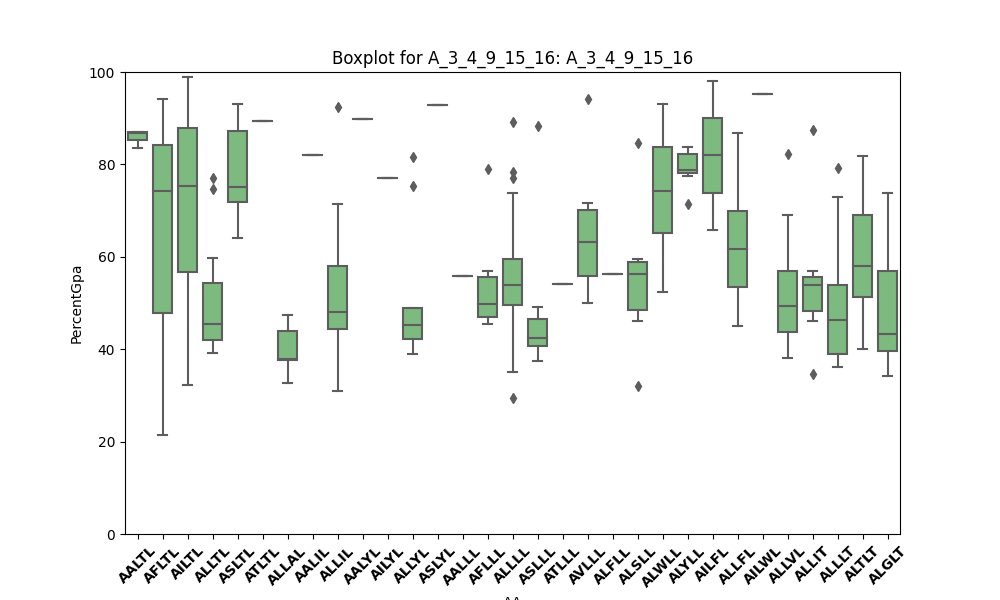 Boxplot for A_3_4_9_15_16: A_3_4_9_15_16
100
80
60
40
20
0
PercentGpa
AALTL
AFLTL
AILTL
ALLTL
ASLTL
ATLTL
ALLAL
AALIL
ALLIL
AALYL
AILYL
ALLYL
ASLYL
AALLL
AFLLL
ALLLL
ASLLL
ATLLL
AVLLL
ALFLL
ALSLL
ALWLL
ALYLL
AILFL
ALLFL
AILWL
ALLVL
ALLIT
ALLLT
ALTLT
ALGLT